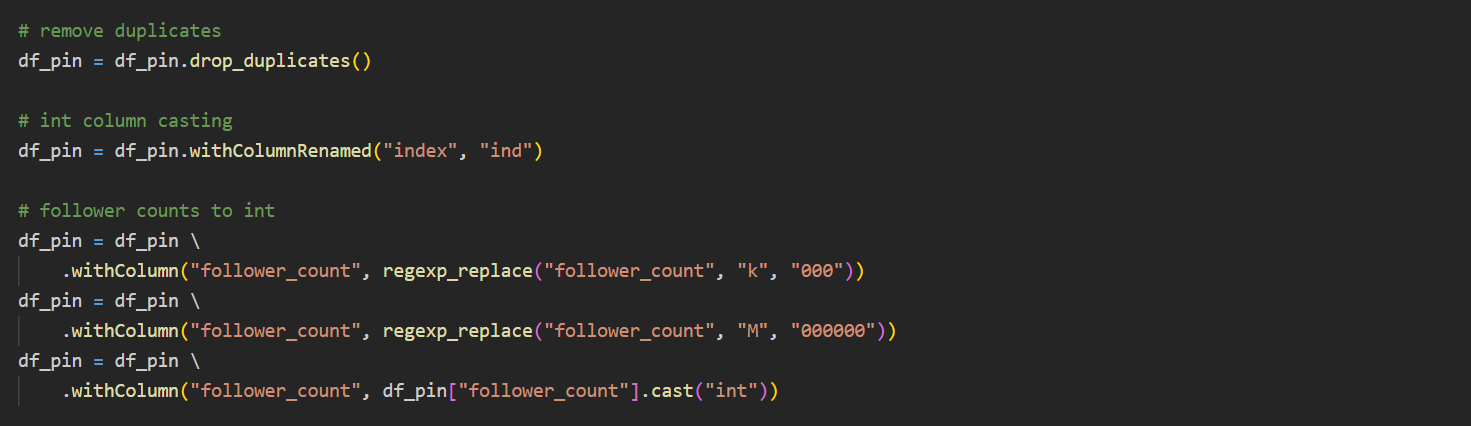 # remove duplicates
df_pin = df_pin.drop_duplicates()
# int column casting
df_pin = df_pin.withColumnRenamed("index", "ind")
# follower counts to int
df_pin = df_pin \
.withColumn("follower_count", regexp_replace("follower_count", "k", "000"))
df_pin = df_pin \
.withColumn("follower_count", regexp_replace("follower_count", "M", "000000"))
df_pin = df_pin \
.withColumn("follower_count", df_pin["follower_count"].cast("int"))